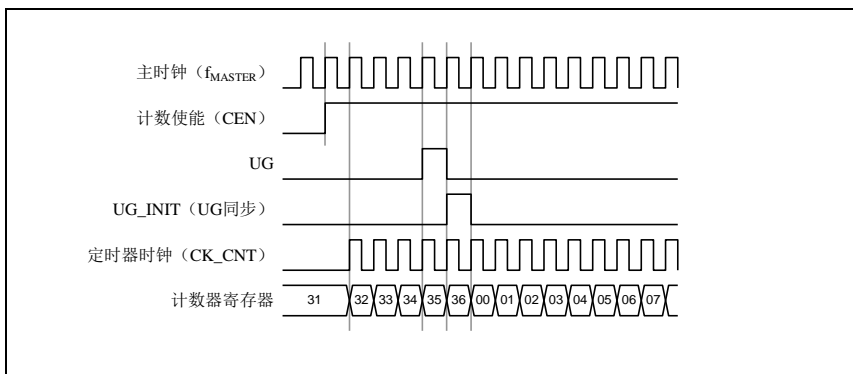 主时钟（fMASTER）
计数使能（CEN）
UG
UG_INIT（UG同步）
定时器时钟（CK_CNT）
计数器寄存器 31 32 33 34 35 36 00 01 02 03 04 05 06 07